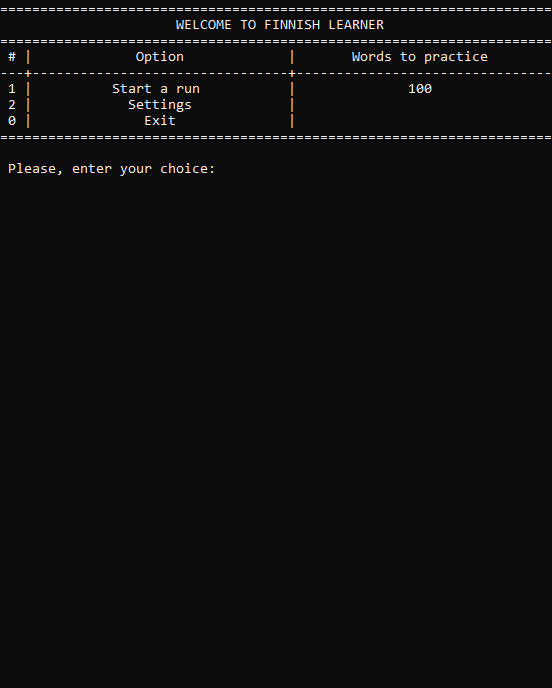 =====================================================================
WELCOME TO FINNISH LEARNER
=====================================================================
 # |             Option             |       Words to practice
---+--------------------------------+--------------------------------
 1 |          Start a run           |              100
 2 |            Settings            |
 0 |              Exit              |
=====================================================================
Please, enter your choice: